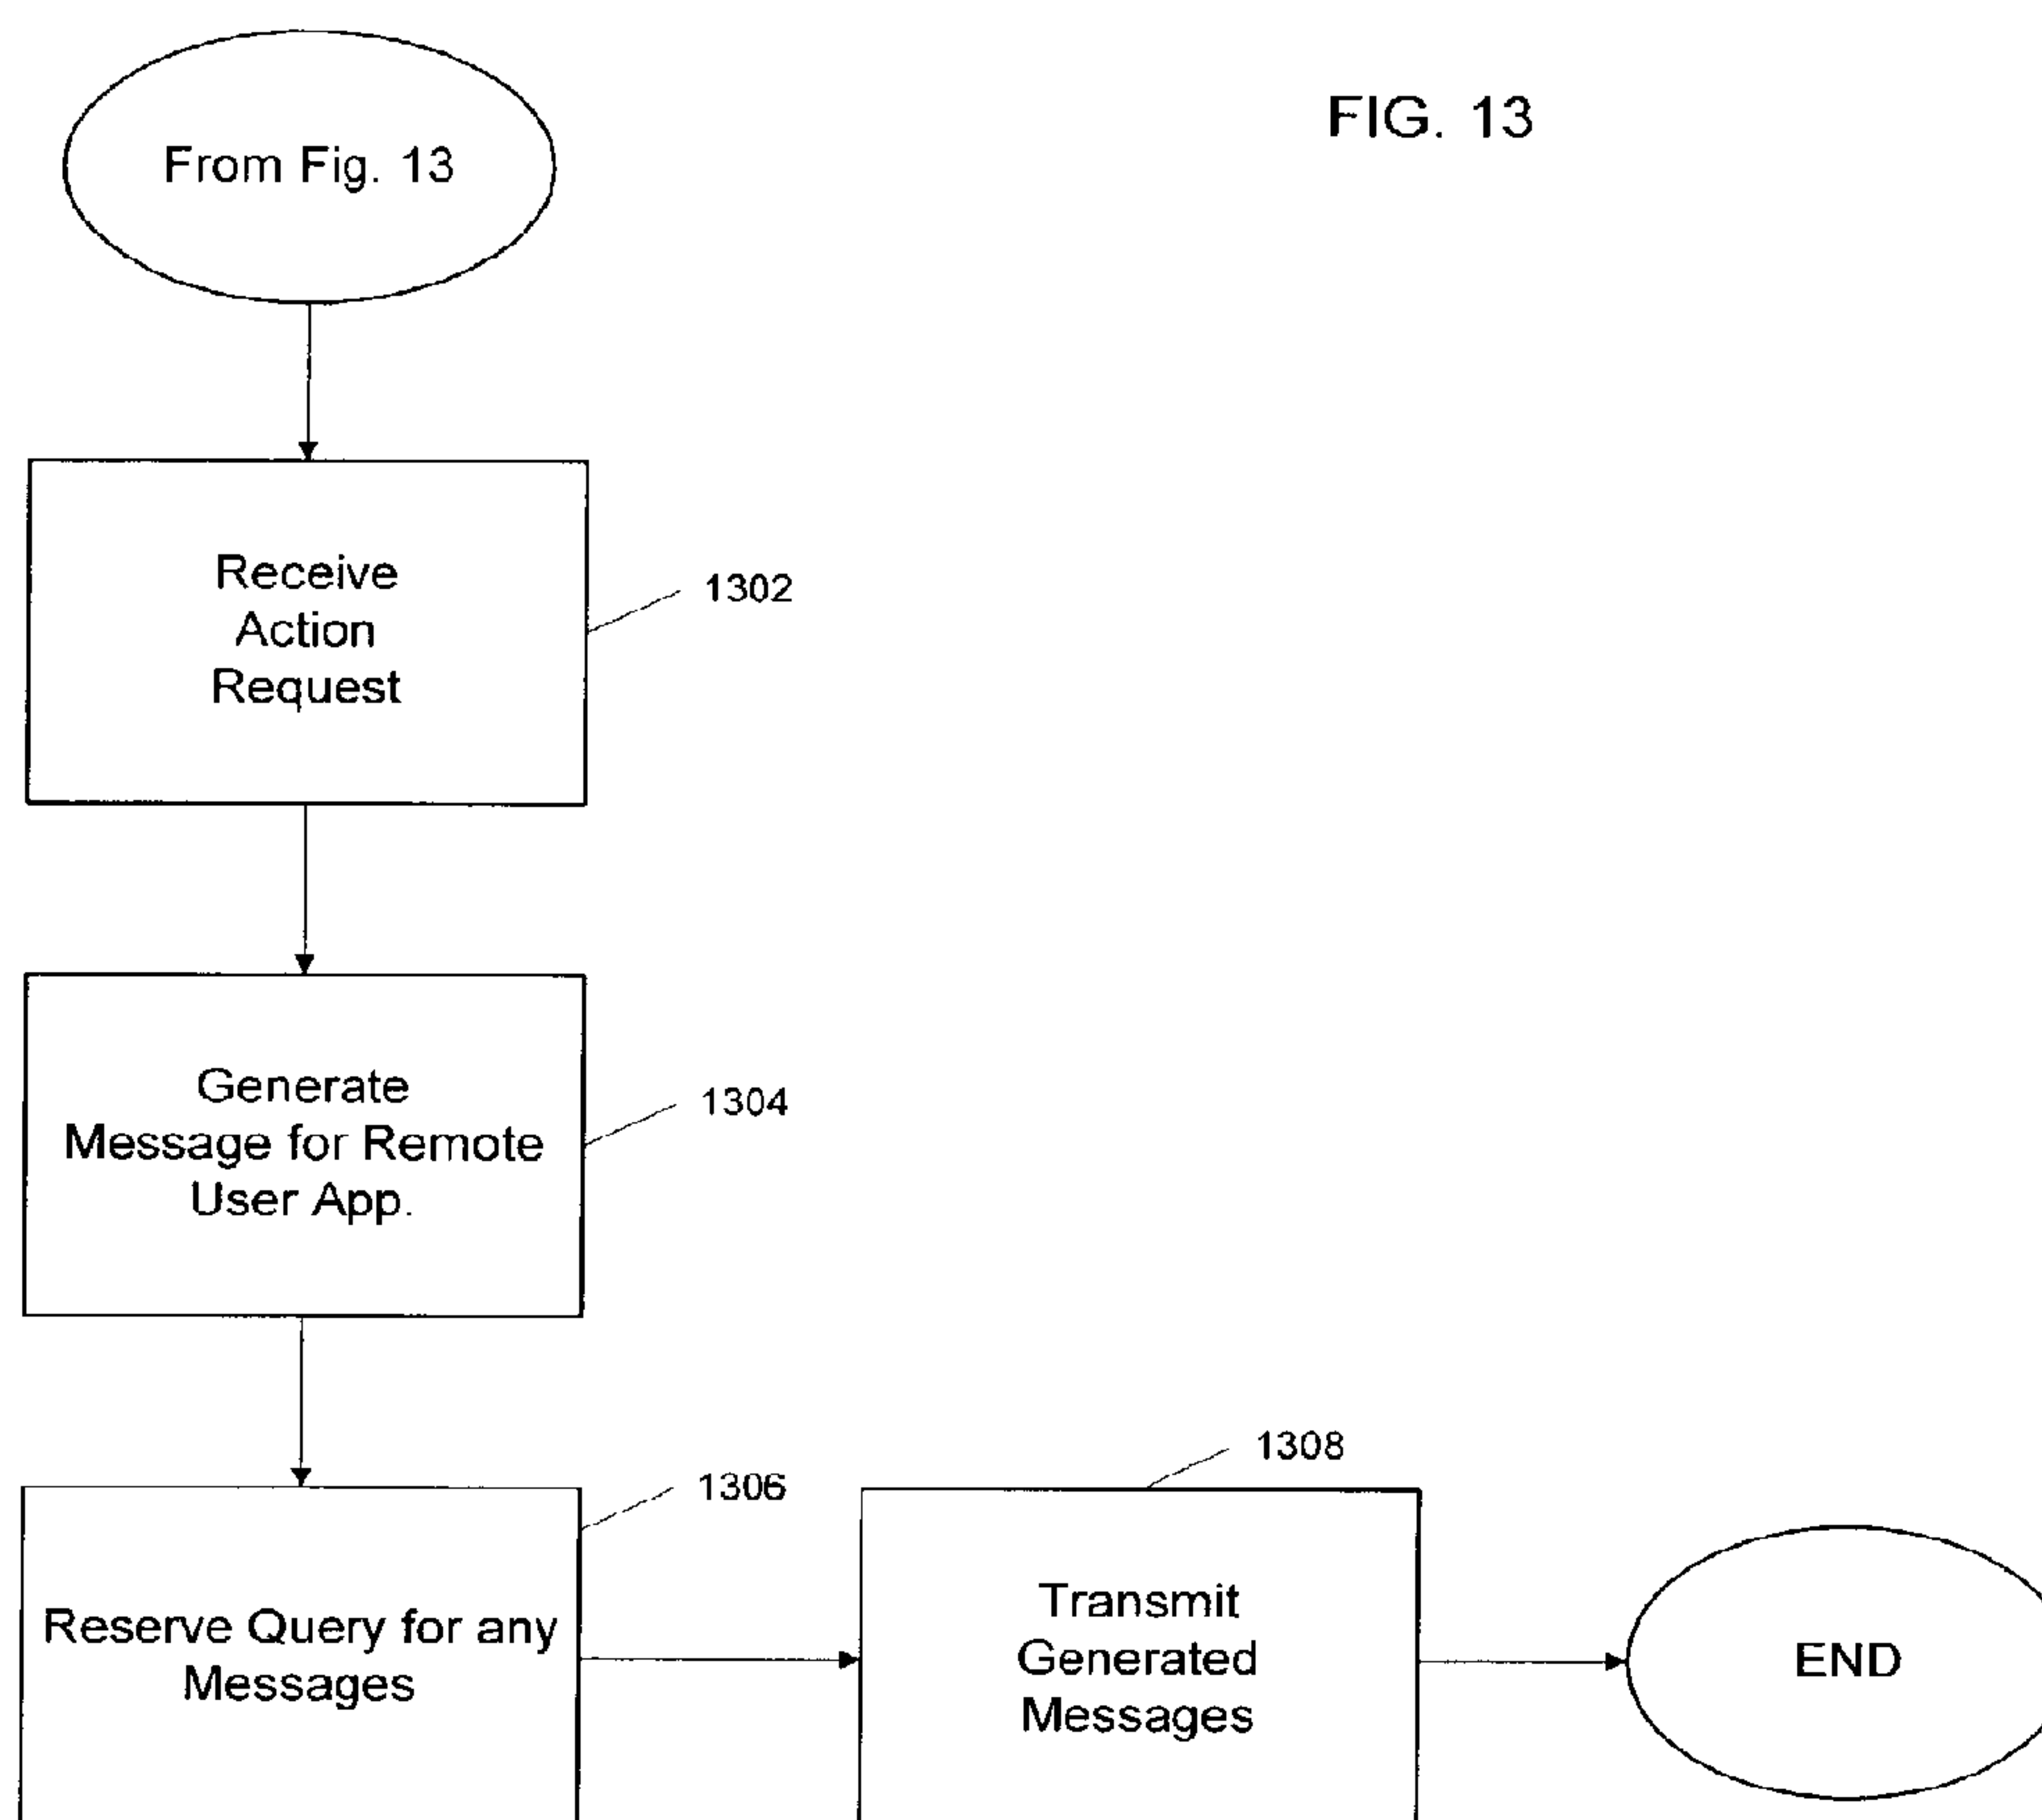 FIG. 13
From Fig. 13
Receive
Action
Request
1302
Generate
Message for Remote
User App.
1304
Reserve Query for any
Messages
1306
Transmit
Generated
Messages
1308
END